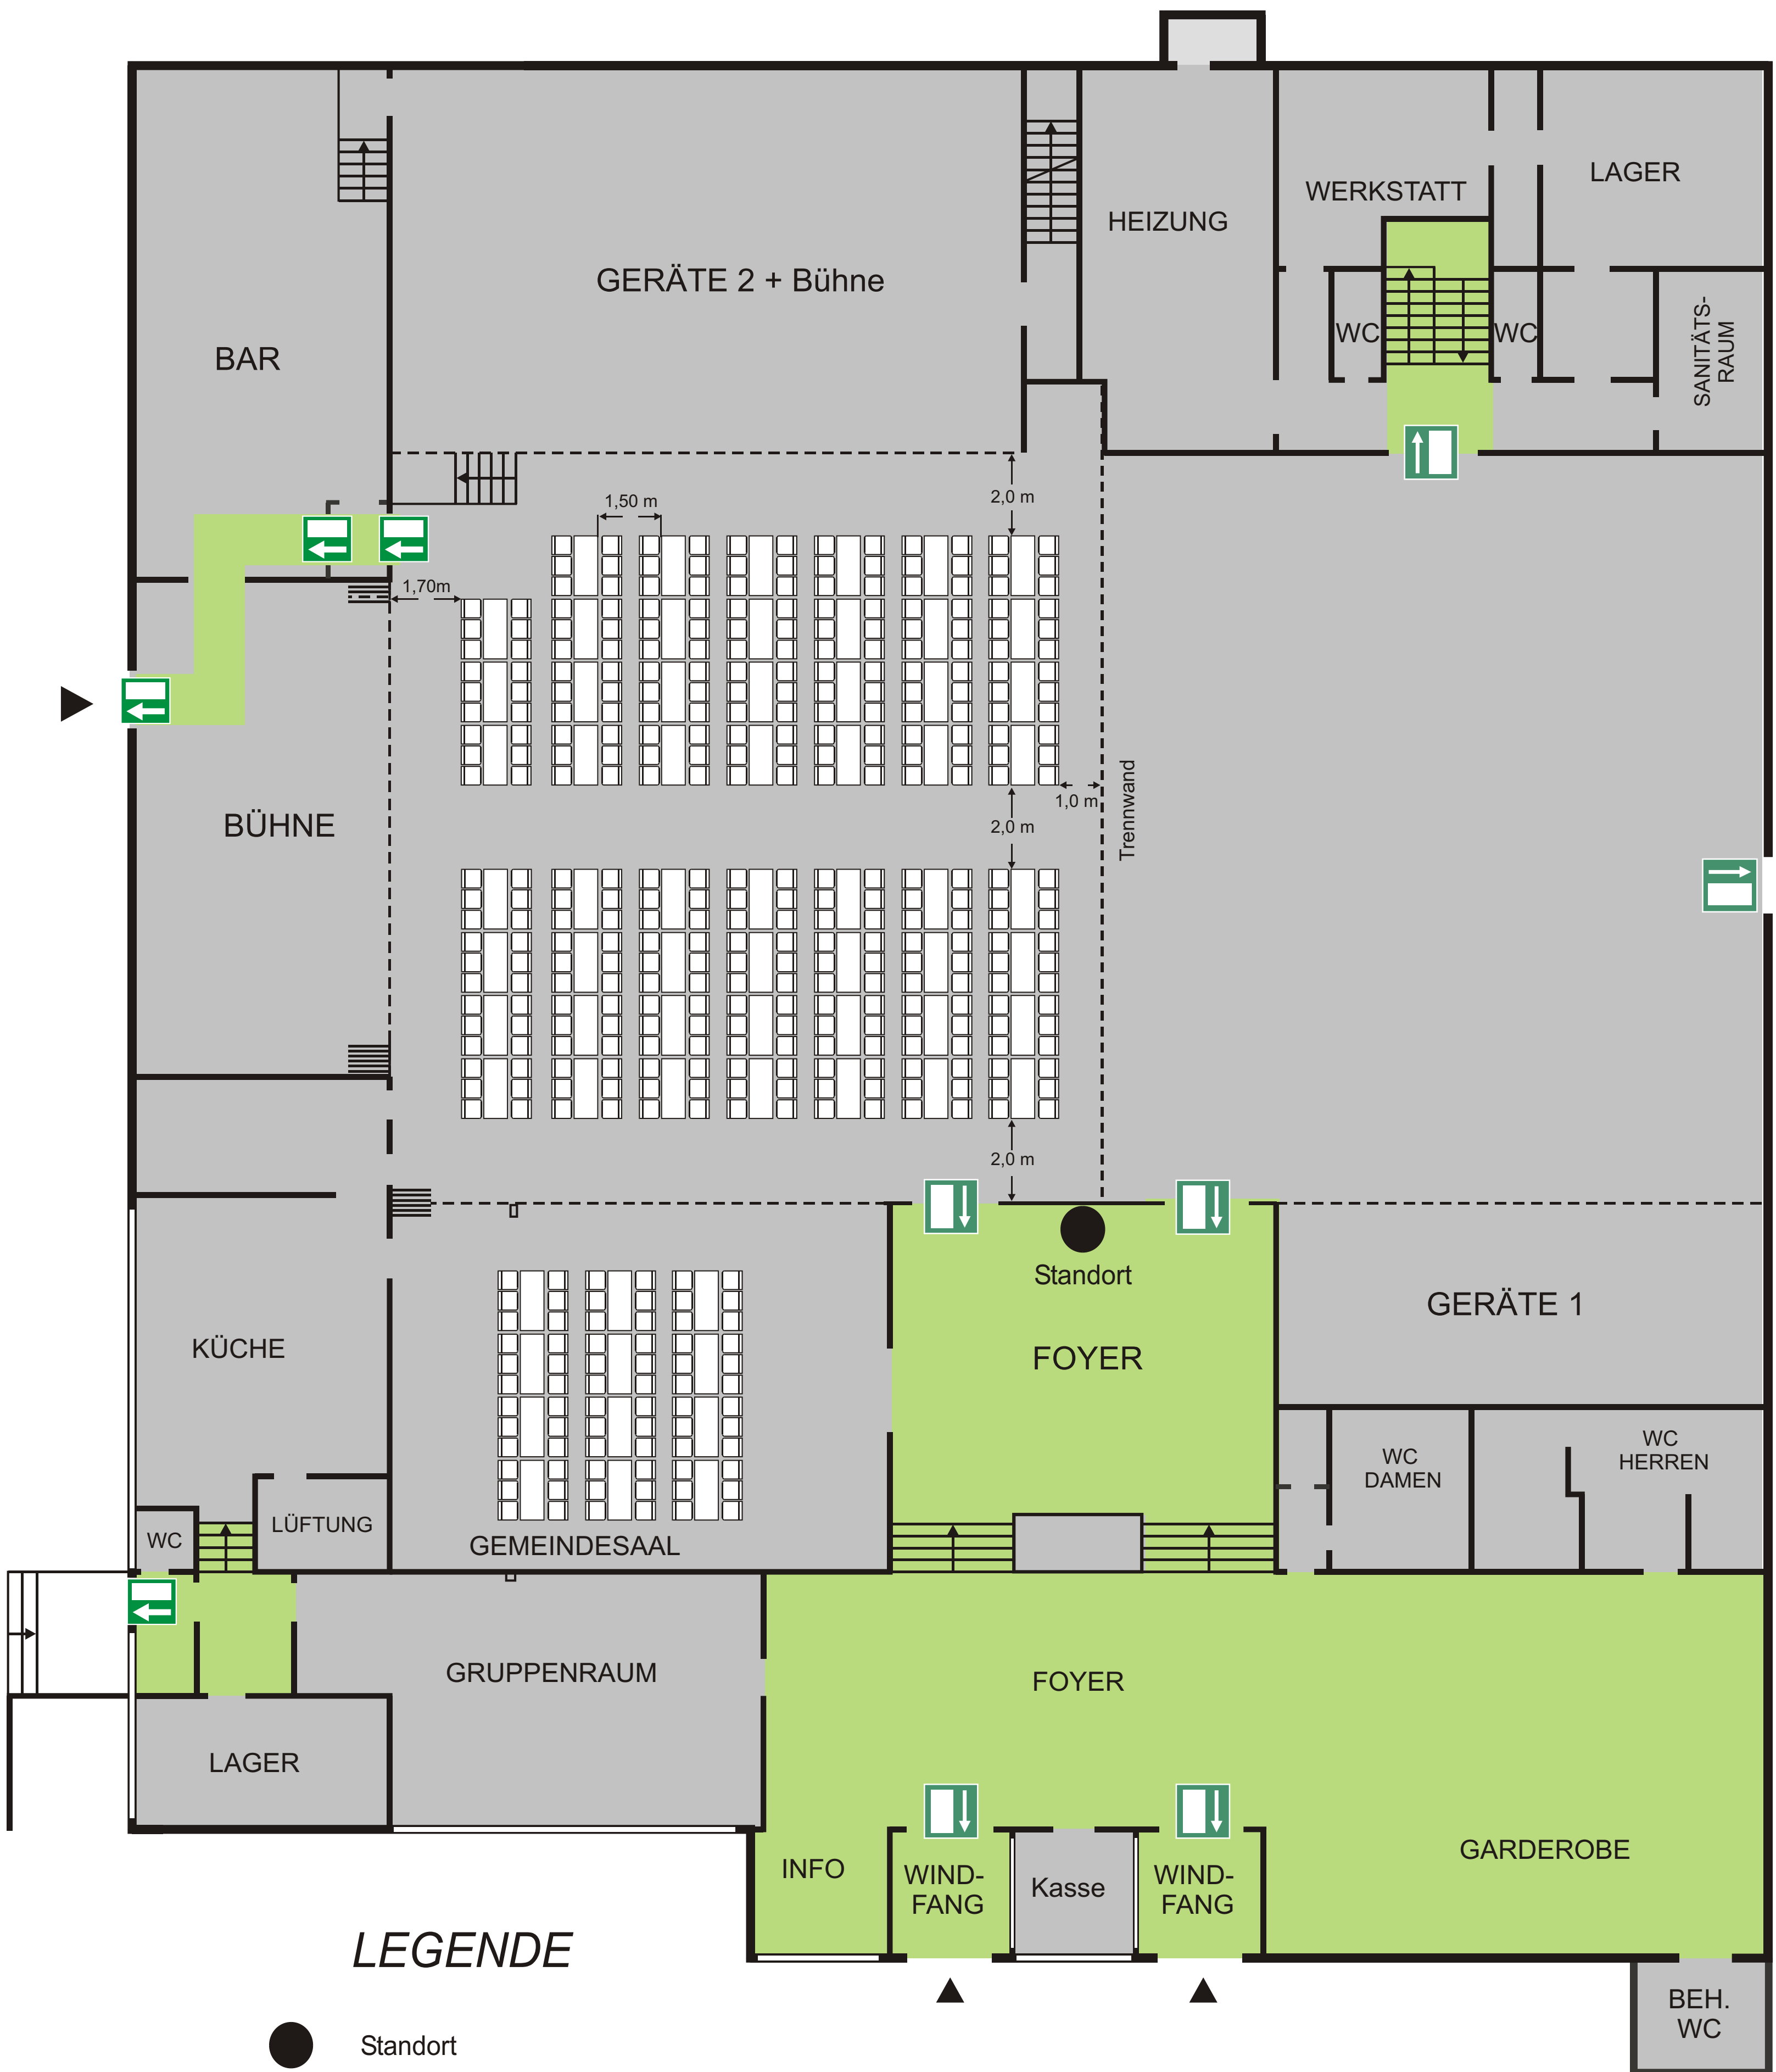 LAGER
WERKSTATT
HEIZUNG
GERÄTE 2 + Bühne
BAR
WC
WC
SANITÄTS-
RAUM
2,0 m
1,50 m
1,70m
BÜHNE
1,0 m
Trennwand
2,0 m
2,0 m
Standort
FOYER
GERÄTE 1
KÜCHE
WC
DAMEN
WC
HERREN
WC
LÜFTUNG
GEMEINDESAAL
GRUPPENRAUM
FOYER
LAGER
INFO
WIND-
FANG
Kasse
WIND-
FANG
GARDEROBE
LEGENDE
BEH.
WC
Standort